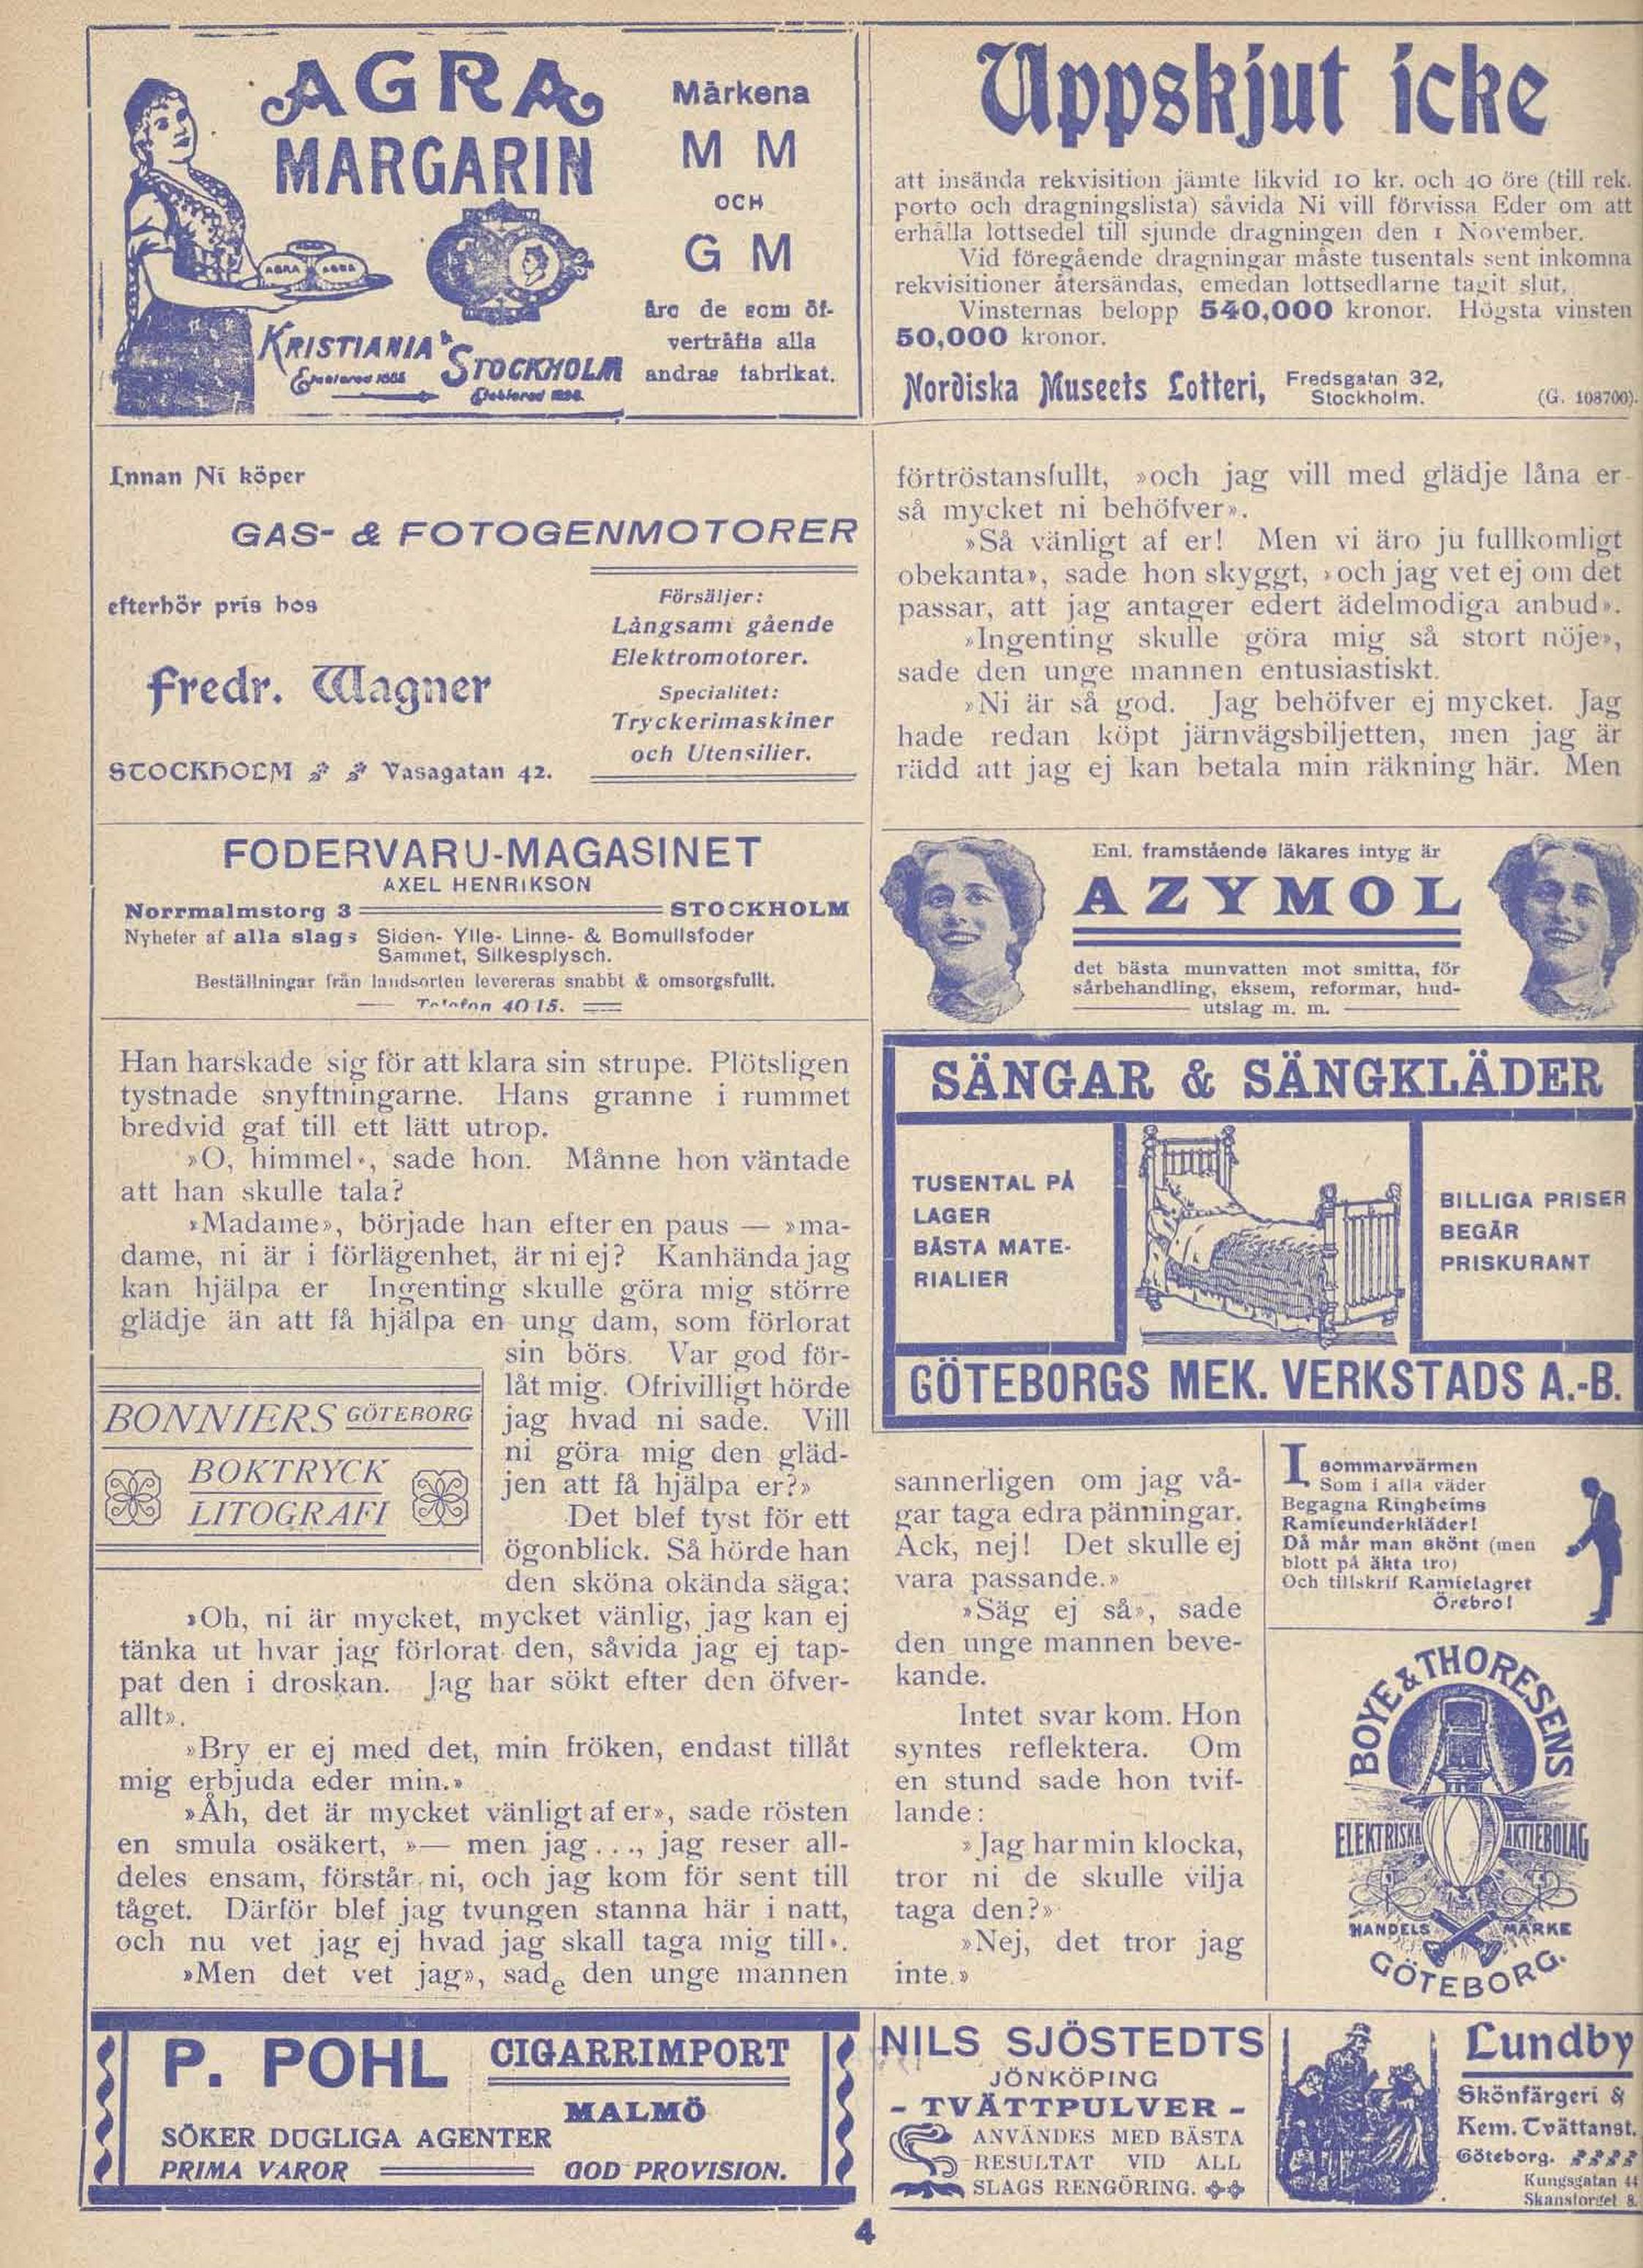 AGRA
MARGARIN
AGRA AGRA
KRISTIANIA
STOCKHOLM
Märkena
M M
OCH
G M
äro de som öf-
verträffa alla
andras fabrikat.
Uppskjut icke
att insända rekvisition jämte likvid 10 kr. och 40 öre (till rek.
porto och dragningslista) såvida Ni vill förvissa Eder om att
erhålla lottsedel till sjunde dragningen den 1 November.
Vid föregående dragningar måste tusentals sent inkomna
rekvisitioner återsändas, emedan lottsedlarne tagit slut.
Vinsternas belopp 540,000 kronor. Högsta vinsten
50,000 kronor.
Nordiska Museets Lotteri, Fredsgatan 32,
Stockholm.
(G. 108700).
Innan Ni köper
GAS- & FOTOGENMOTORER
efterhör pris hos
Fredr. Wagner
STOCKHOLM Vasagatan 42.
Försäljer:
Långsamt gående
Elektromotorer.
Specialitet:
Tryckerimaskiner
och Utensilier.
FODERVARU-MAGASINET
AXEL HENRIKSON
Norrmalmstorg 3 STOCKHOLM
Nyheter af alla slags Siden- Ylle- Linne- & Bomullsfoder
Sammet, Silkesplysch.
Beställningar från landsorten levereras snabbt & omsorgsfullt.
Telefon 40 15.
Han harskade sig för att klara sin strupe. Plötsligen
tystnade snyftningarne. Hans granne i rummet
bredvid gaf till ett lätt utrop.
»O, himmel», sade hon. Månne hon väntade
att han skulle tala?
»Madame», började han efter en paus — »ma-
dame, ni är i förlägenhet, är ni ej? Kanhända jag
kan hjälpa er Ingenting skulle göra mig större
glädje än att få hjälpa en ung dam, som förlorat
sin börs. Var god för-
låt mig. Ofrivilligt hörde
jag hvad ni sade. Vill
ni göra mig den gläd-
jen att få hjälpa er?»
Det blef tyst för ett
ögonblick. Så hörde han
den sköna okända säga:
BONNIERS GÖTEBORG
BOKTRYCK
LITOGRAFI
»Oh, ni är mycket, mycket vänlig, jag kan ej
tänka ut hvar jag förlorat den, såvida jag ej tap-
pat den i droskan. Jag har sökt efter den öfver-
allt».
»Bry er ej med det, min fröken, endast tillåt
mig erbjuda eder min.»
»Åh, det är mycket vänligt af er», sade rösten
en smula osäkert, »— men jag . . ., jag reser all-
deles ensam, förstår ni, och jag kom för sent till
tåget. Därför blef jag tvungen stanna här i natt,
och nu vet jag ej hvad jag skall taga mig till».
»Men det vet jag», sade den unge mannen
förtröstansfullt, »och jag vill med glädje låna er
så mycket ni behöfver».
»Så vänligt af er! Men vi äro ju fullkomligt
obekanta», sade hon skyggt, »och jag vet ej om det
passar, att jag antager edert ädelmodiga anbud».
»Ingenting skulle göra mig så stort nöje»,
sade den unge mannen entusiastiskt.
»Ni är så god. Jag behöfver ej mycket. Jag
hade redan köpt järnvägsbiljetten, men jag är
rädd att jag ej kan betala min räkning här. Men
Enl. framstående läkares intyg är
AZYMOL
det bästa munvatten mot smitta, för
sårbehandling, eksem, reformar, hud-
utslag m. m.
SÄNGAR & SÄNGKLÄDER
TUSENTAL PÅ
LAGER
BÄSTA MATE-
RIALIER
BILLIGA PRISER
BEGÄR
PRISKURANT
GÖTEBORGS MEK. VERKSTADS A.-B.
sannerligen om jag vå-
gar taga edra pänningar.
Ack, nej! Det skulle ej
vara passande.»
»Säg ej så», sade
den unge mannen beve-
kande.
Intet svar kom. Hon
syntes reflektera. Om
en stund sade hon tvif-
lande:
»Jag har min klocka,
tror ni de skulle vilja
taga den?»
»Nej, det tror jag
inte.»
I sommarvärmen
Som i alla väder
Begagna Ringheims
Ramieunderkläder!
Då mår man skönt (men
blott på äkta tro)
Och tillskrif Ramielagret
Örebro!
BOYE & THORESENS
ELEKTRISKA AKTIEBOLAG
HANDELS MÄRKE
GÖTEBORG.
P. POHL CIGARRIMPORT
MALMÖ
SÖKER DUGLIGA AGENTER
PRIMA VAROR GOD PROVISION.
NILS SJÖSTEDTS
JÖNKÖPING
- TVÄTTPULVER -
ANVÄNDES MED BÄSTA
RESULTAT VID ALL
SLAGS RENGÖRING.
Lundby
Skönfärgeri &
Kem. Tvättanst.
Göteborg.
Kungsgatan 44
Skanstorget 8.
4